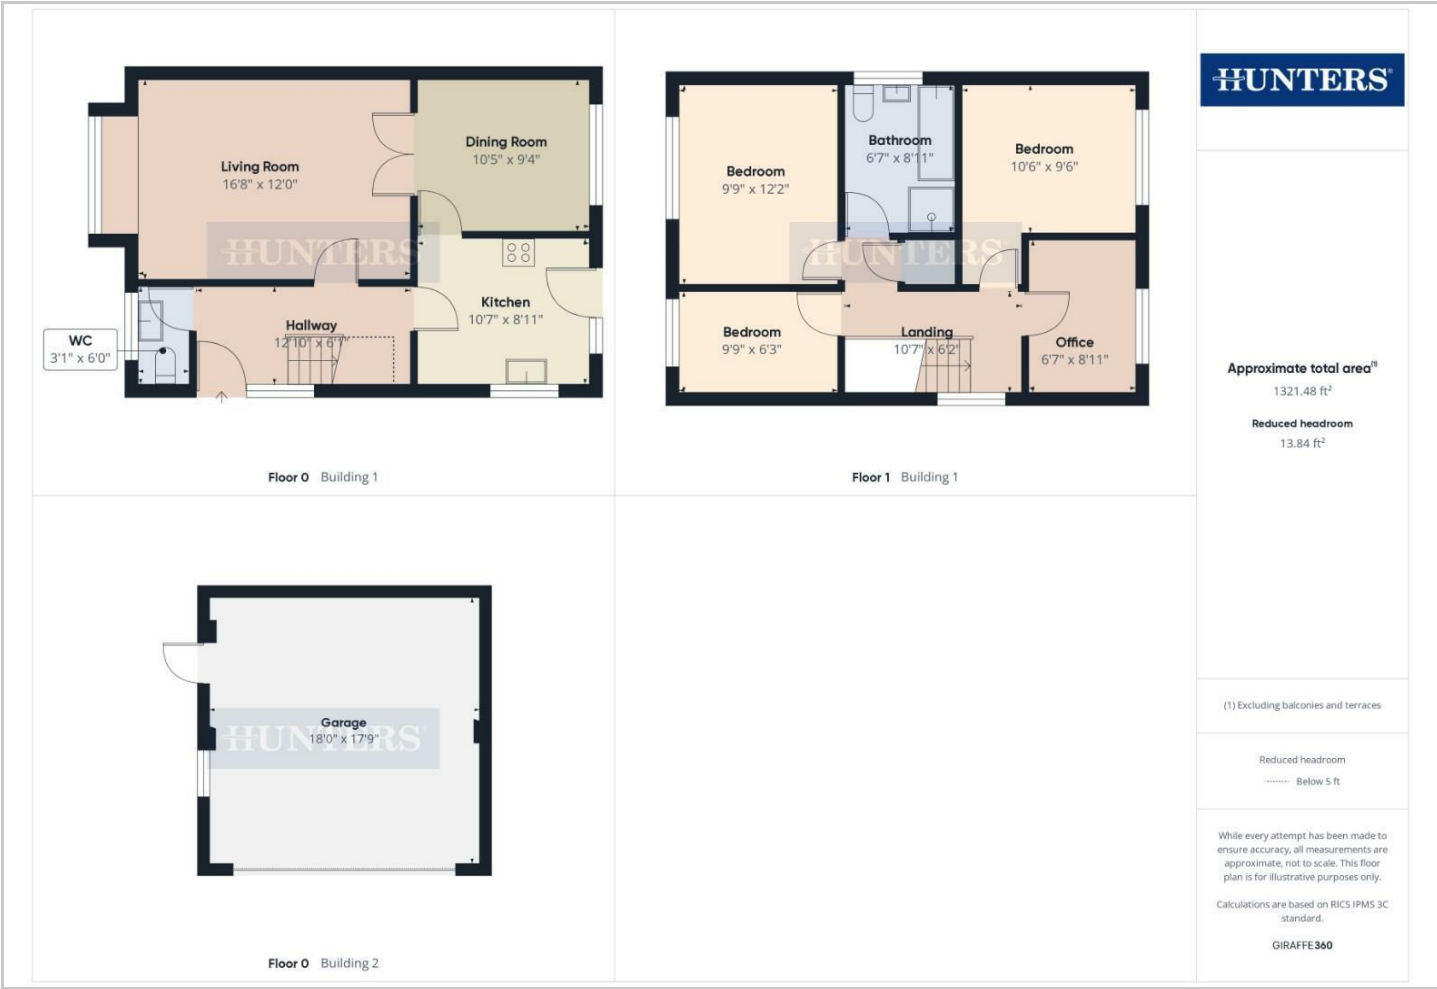 Living Room
16'8" x 12'0"
Dining Room
10'5" x 9'4"
HUNTERS
Kitchen
10'7" x 8'11"
Hallway
12'10" x 6'1"
WC
3'1" x 6'0"
Floor 0 Building 1
Bedroom
9'9" x 12'2"
Bathroom
6'7" x 8'11"
Bedroom
10'6" x 9'6"
HUNTERS
Bedroom
9'9" x 6'3"
Landing
10'7" x 6'2"
Office
6'7" x 8'11"
Floor 1 Building 1
Garage
18'0" x 17'9"
HUNTERS
Floor 0 Building 2
HUNTERS®
Approximate total area(1)
1321.48 ft²
Reduced headroom
13.84 ft²
(1) Excluding balconies and terraces
Reduced headroom
Below 5 ft
While every attempt has been made to
ensure accuracy, all measurements are
approximate, not to scale. This floor
plan is for illustrative purposes only.
Calculations are based on RICS IPMS 3C
standard.
GIRAFFE360